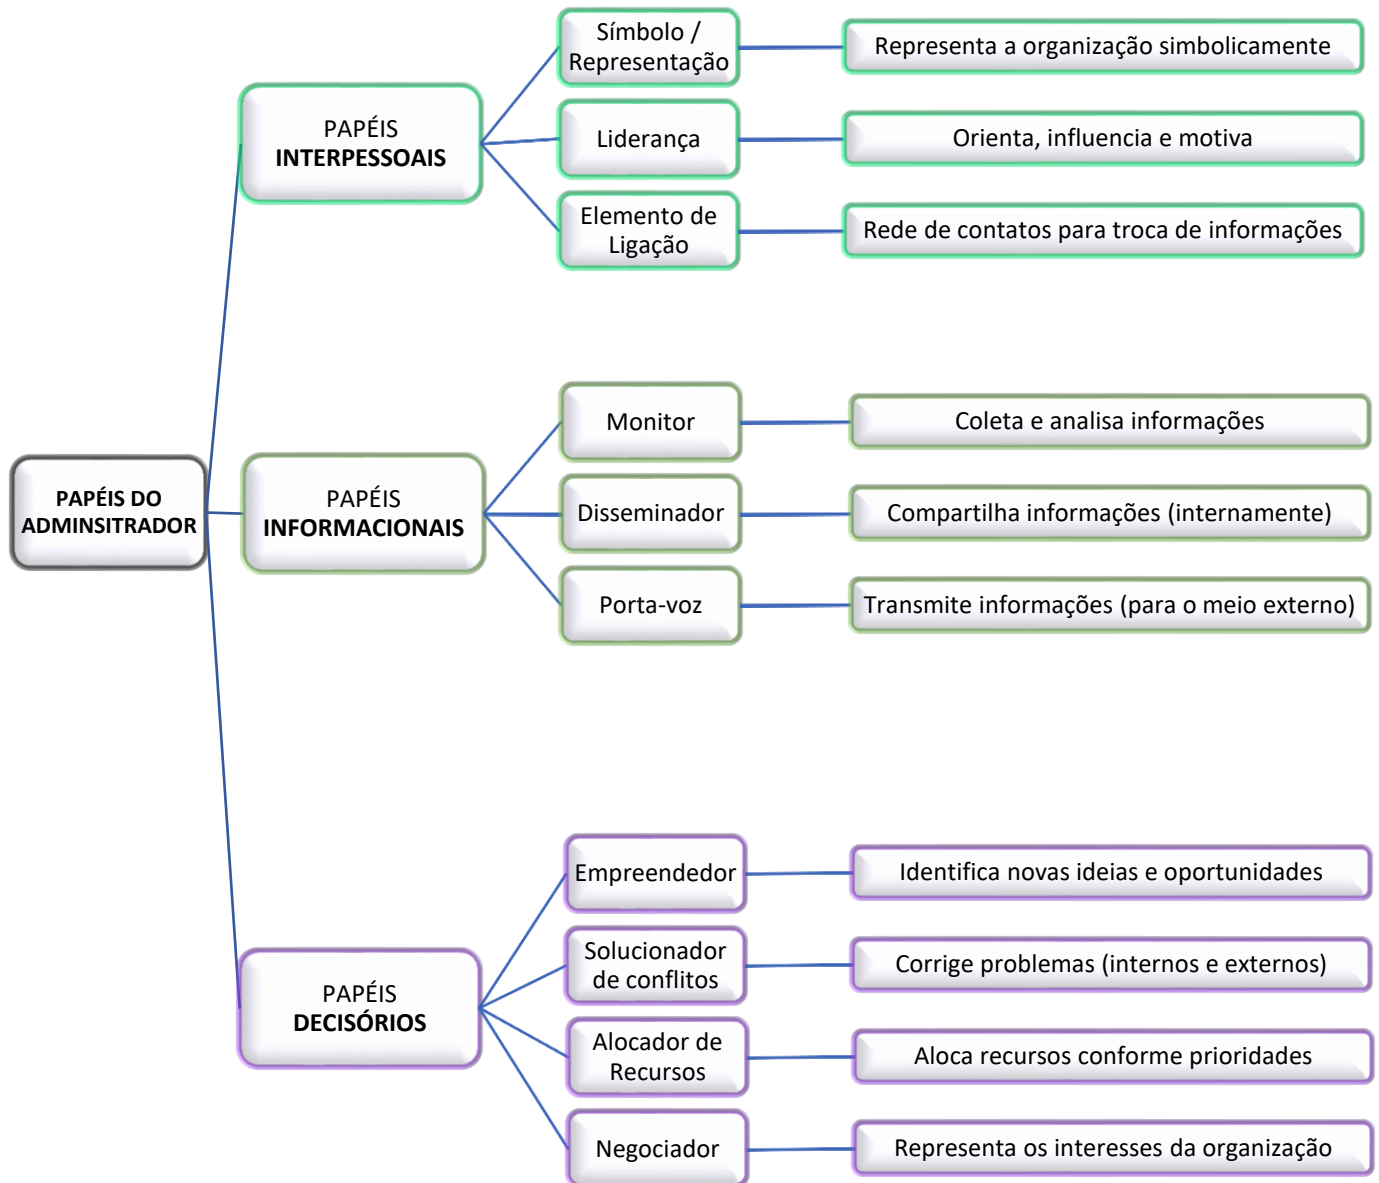 PAPÉIS DO
ADMINSITRADOR
PAPÉIS
INTERPESSOAIS
Símbolo /
Representação
Representa a organização simbolicamente
Liderança
Orienta, influencia e motiva
Elemento de
Ligação
Rede de contatos para troca de informações
PAPÉIS
INFORMACIONAIS
Monitor
Coleta e analisa informações
Disseminador
Compartilha informações (internamente)
Porta-voz
Transmite informações (para o meio externo)
PAPÉIS
DECISÓRIOS
Empreendedor
Identifica novas ideias e oportunidades
Solucionador
de conflitos
Corrige problemas (internos e externos)
Alocador de
Recursos
Aloca recursos conforme prioridades
Negociador
Representa os interesses da organização